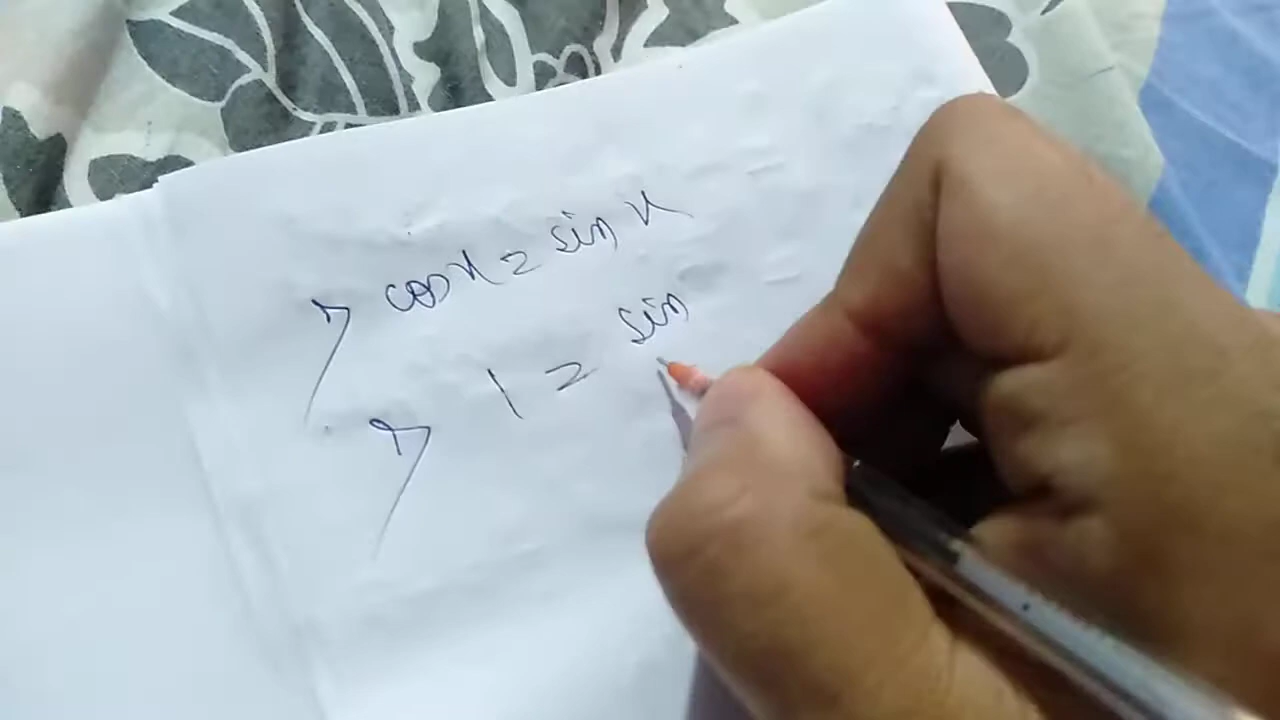 ⇒ cos x = sin x
⇒ 1 = sin